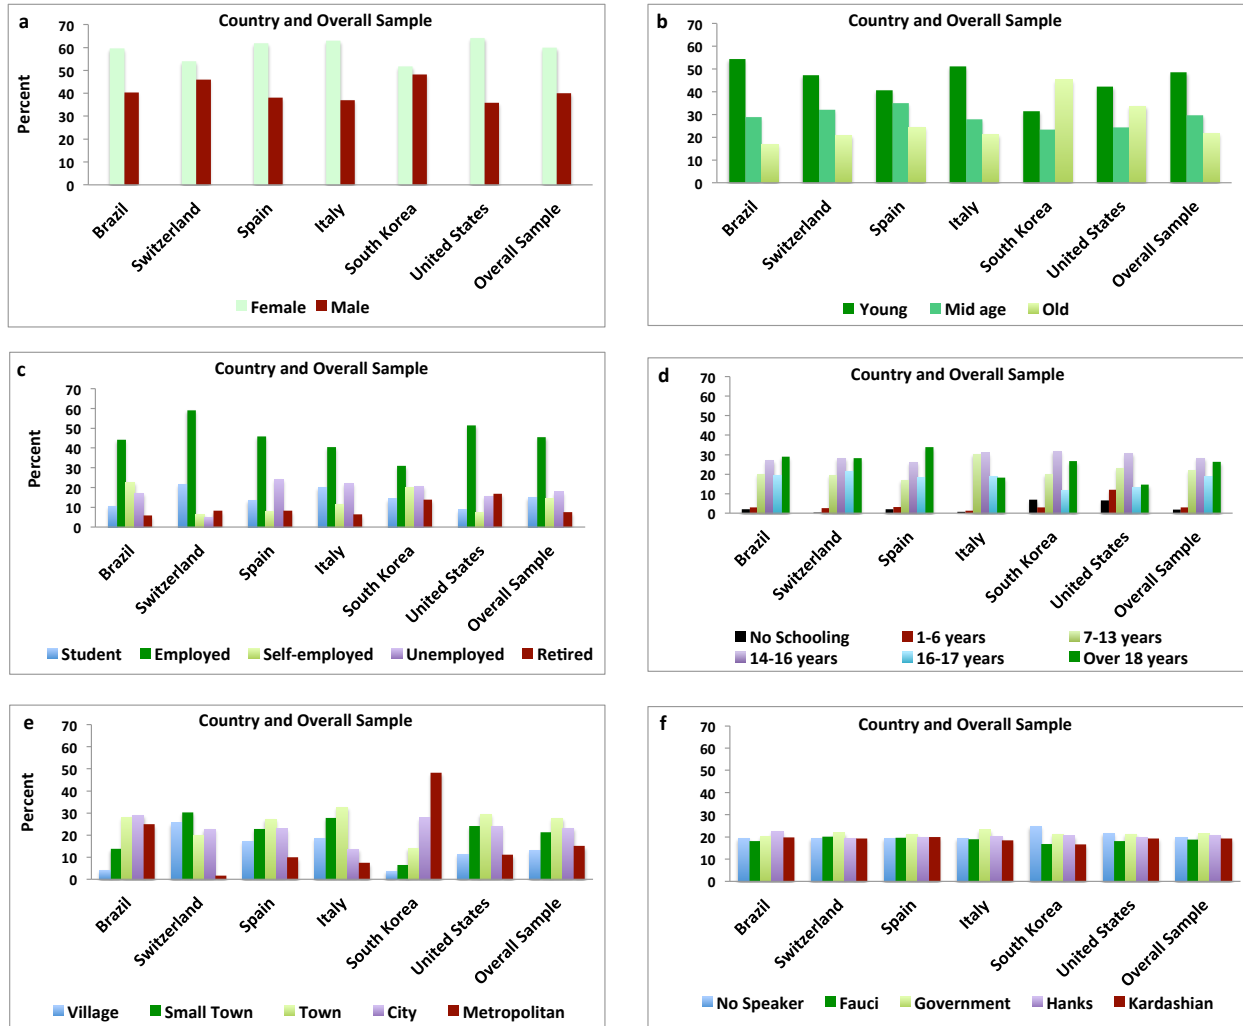 a
Country and Overall Sample
70
60
50
40
30
20
10
0
Percent
Brazil
Switzerland
Spain
Italy
South Korea
United States
Overall Sample
Female Male
b
Country and Overall Sample
70
60
50
40
30
20
10
0
Brazil
Switzerland
Spain
Italy
South Korea
United States
Overall Sample
Young Mid age Old
c
Country and Overall Sample
70
60
50
40
30
20
10
0
Percent
Brazil
Switzerland
Spain
Italy
South Korea
United States
Overall Sample
Student Employed Self-employed Unemployed Retired
d
Country and Overall Sample
70
60
50
40
30
20
10
0
Brazil
Switzerland
Spain
Italy
South Korea
United States
Overall Sample
No Schooling 1-6 years 7-13 years
14-16 years 16-17 years Over 18 years
e
Country and Overall Sample
70
60
50
40
30
20
10
0
Percent
Brazil
Switzerland
Spain
Italy
South Korea
United States
Overall Sample
Village Small Town Town City Metropolitan
f
Country and Overall Sample
70
60
50
40
30
20
10
0
Brazil
Switzerland
Spain
Italy
South Korea
United States
Overall Sample
No Speaker Fauci Government Hanks Kardashian